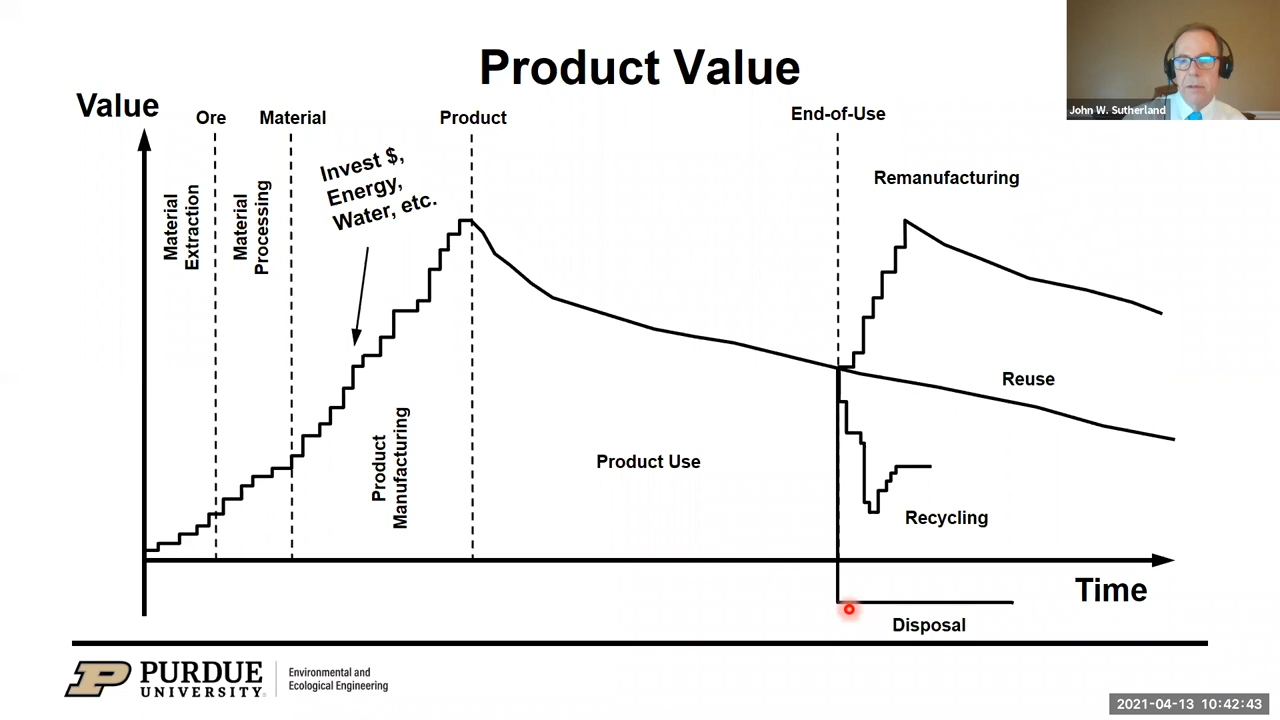 Product Value
John W. Sutherland
Value
Ore
Material
Product
End-of-Use
Material
Extraction
Material
Processing
Invest $,
Energy,
Water, etc.
Remanufacturing
Product
Manufacturing
Product Use
Reuse
Recycling
Time
Disposal
PURDUE
UNIVERSITY
Environmental and
Ecological Engineering
2021-04-13 10:42:43